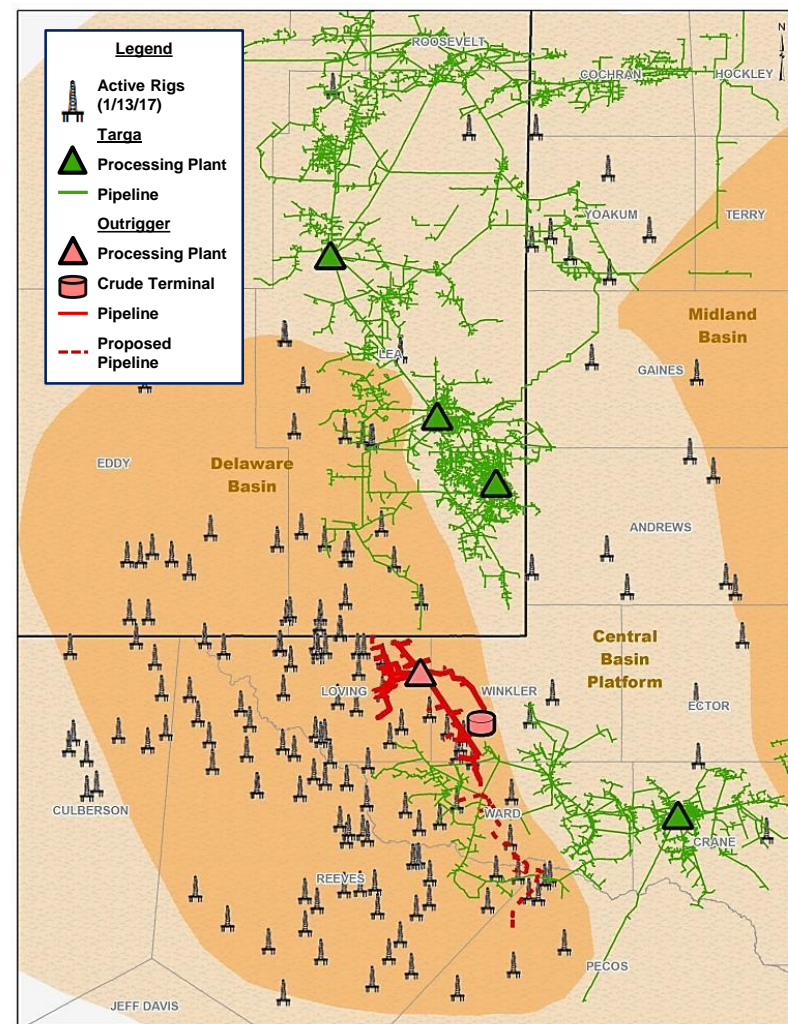 Legend
Active Rigs
(1/13/17)
Targa
Processing Plant
Pipeline
Outrigger
Processing Plant
Crude Terminal
Pipeline
Proposed
Pipeline
N
ROOSEVELT
COCHRAN
HOCKLEY
YOAKUM
TERRY
Midland
Basin
LEA
GAINES
EDDY
Delaware
Basin
ANDREWS
Central
Basin
Platform
LOVING
WINKLER
ECTOR
CULBERSON
WARD
CRANE
REEVES
PECOS
JEFF DAVIS